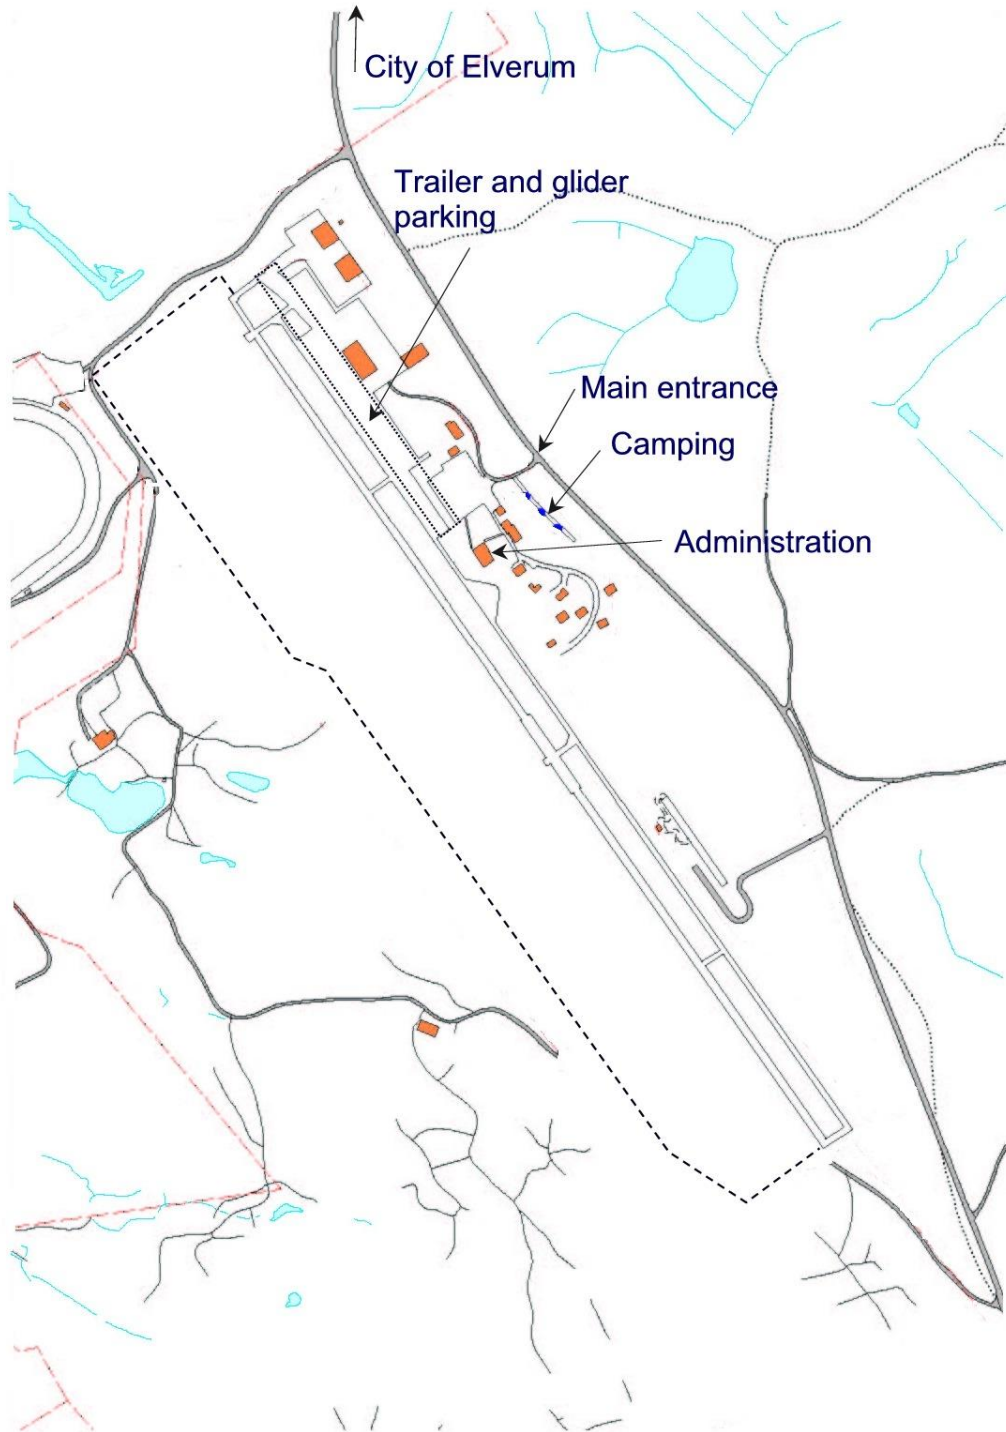 City of Elverum
Trailer and glider
parking
Main entrance
Camping
Administration